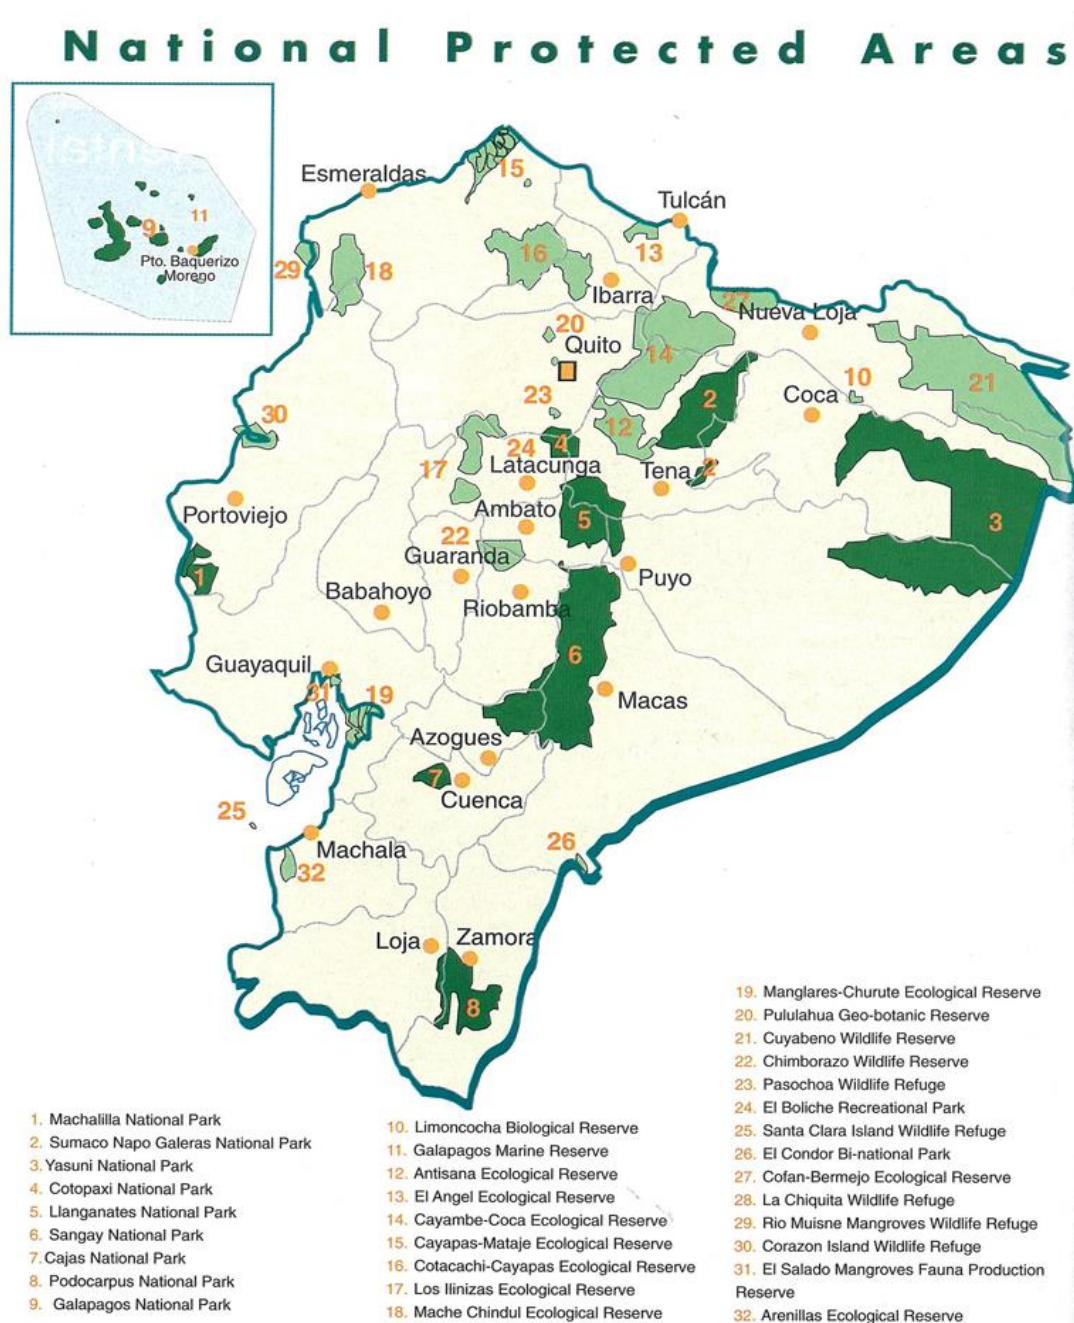 National Protected Areas
15
Esmeraldas
Tulcán
11
9
Pto. Baquerizo
Moreno
16
13
29
18
Ibarra
27
Nueva Loja
20
Quito
14
21
10
Coca
2
23
30
12
4
24
17
Latacunga
Tena
2
Portoviejo
Ambato
5
3
22
Guaranda
1
Puyo
Babahoyo
Riobamba
6
Guayaquil
31
19
Macas
Azogues
7
Cuenca
25
Machala
26
32
Loja
Zamora
8
1. Machalilla National Park
2. Sumaco Napo Galeras National Park
3. Yasuni National Park
4. Cotopaxi National Park
5. Llanganates National Park
6. Sangay National Park
7. Cajas National Park
8. Podocarpus National Park
9. Galapagos National Park
10. Limoncocha Biological Reserve
11. Galapagos Marine Reserve
12. Antisana Ecological Reserve
13. El Angel Ecological Reserve
14. Cayambe-Coca Ecological Reserve
15. Cayapas-Mataje Ecological Reserve
16. Cotacachi-Cayapas Ecological Reserve
17. Los Ilinizas Ecological Reserve
18. Mache Chindul Ecological Reserve
19. Manglares-Churute Ecological Reserve
20. Pululahua Geo-botanic Reserve
21. Cuyabeno Wildlife Reserve
22. Chimborazo Wildlife Reserve
23. Pasochoa Wildlife Refuge
24. El Boliche Recreational Park
25. Santa Clara Island Wildlife Refuge
26. El Condor Bi-national Park
27. Cofan-Bermejo Ecological Reserve
28. La Chiquita Wildlife Refuge
29. Rio Muisne Mangroves Wildlife Refuge
30. Corazon Island Wildlife Refuge
31. El Salado Mangroves Fauna Production
Reserve
32. Arenillas Ecological Reserve